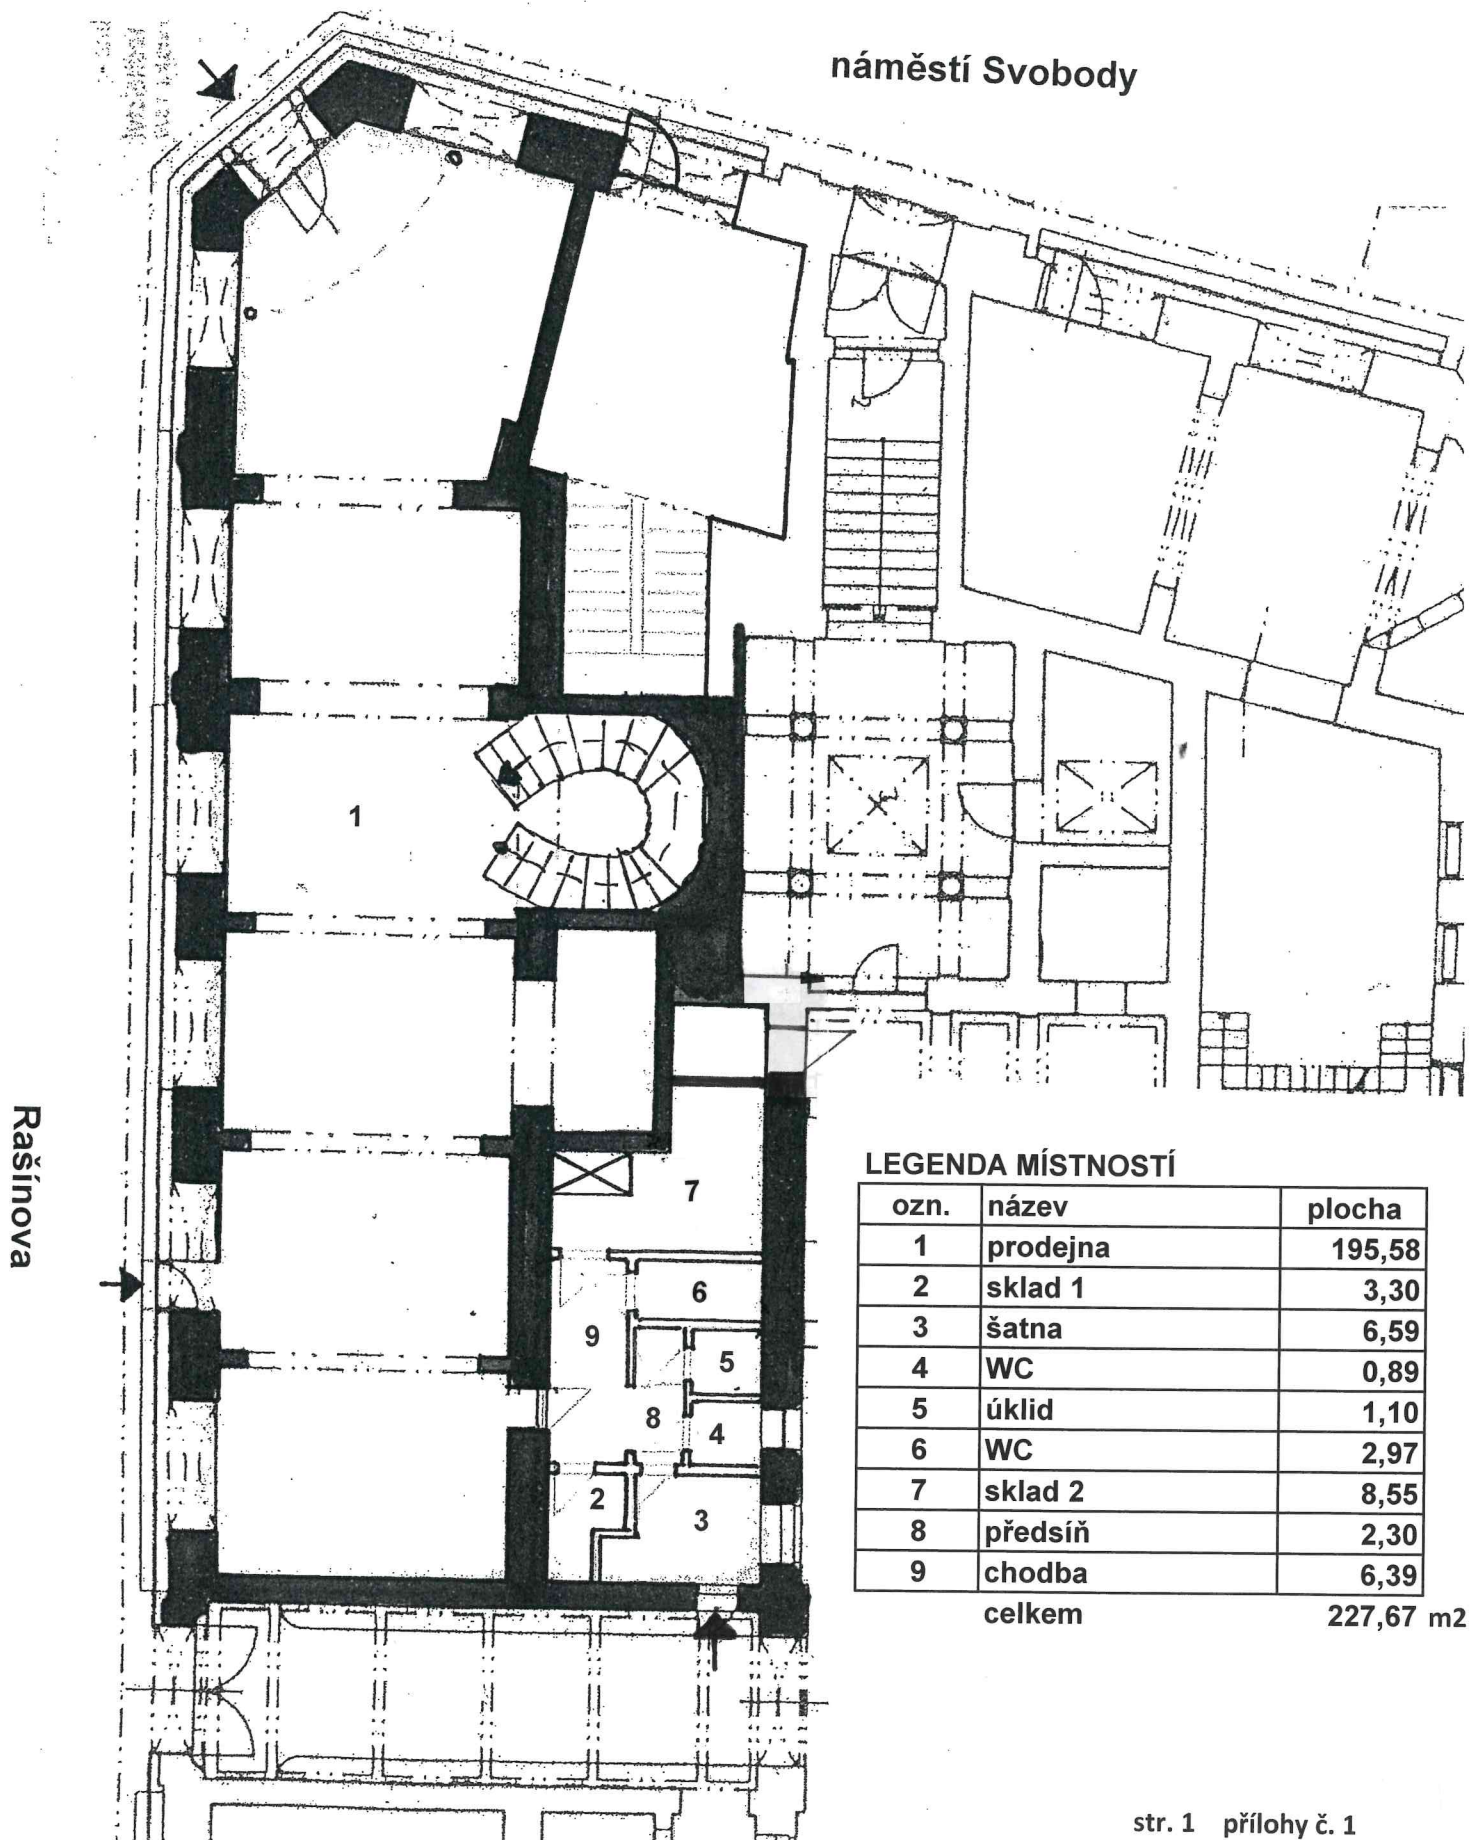 náměstí Svobody
Rašínova
1
7
6
9
5
8
4
2
3
LEGENDA MÍSTNOSTÍ
ozn. název plocha
1 prodejna 195,58
2 sklad 1 3,30
3 šatna 6,59
4 WC 0,89
5 úklid 1,10
6 WC 2,97
7 sklad 2 8,55
8 předsíň 2,30
9 chodba 6,39
celkem 227,67 m2
str. 1 přílohy č. 1